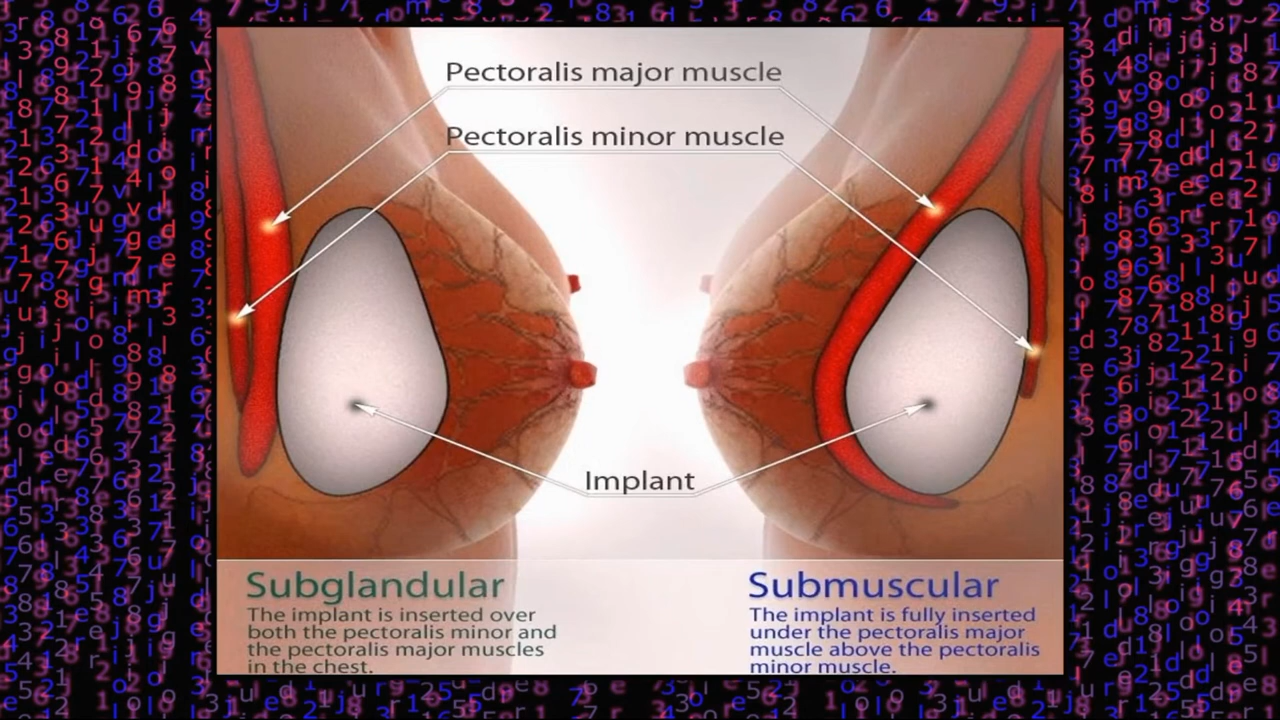 Pectoralis major muscle
Pectoralis minor muscle
Implant
Subglandular
The implant is inserted over
both the pectoralis minor and
the pectoralis major muscles
in the chest.
Submuscular
The implant is fully inserted
under the pectoralis major
muscle above the pectoralis
minor muscle.